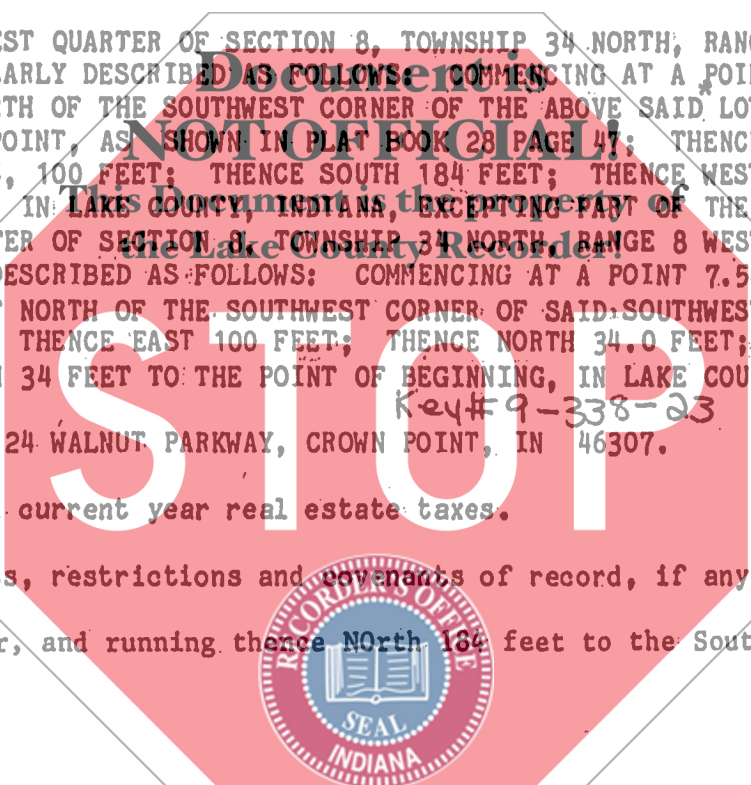 EST QUARTER OF SECTION 8, TOWNSHIP 34 NORTH, RANG
ARLY DESCRIBED AS FOLLOWS: COMMENCING AT A POIN
TH OF THE SOUTHWEST CORNER OF THE ABOVE SAID LO
POINT, AS SHOWN IN PLAT BOOK 28 PAGE 47; THENC
, 100 FEET; THENCE SOUTH 184 FEET; THENCE WEST
IN LAKE COUNTY, INDIANA, EXCEPTING PART OF THE
ER OF SECTION 8, TOWNSHIP 34 NORTH, RANGE 8 WEST
DESCRIBED AS FOLLOWS: COMMENCING AT A POINT 7.5
NORTH OF THE SOUTHWEST CORNER OF SAID SOUTHWES
THENCE EAST 100 FEET; THENCE NORTH 34.0 FEET;
34 FEET TO THE POINT OF BEGINNING, IN LAKE COU
Key# 9-338-23
24 WALNUT PARKWAY, CROWN POINT, IN 46307.
current year real estate taxes.
s, restrictions and covenants of record, if any
r, and running thence NOrth 184 feet to the Sout
Document is
NOT OFFICIAL!
This Document is the property of
the Lake County Recorder!
STOP
RECORDER'S OFFICE
SEAL
INDIANA